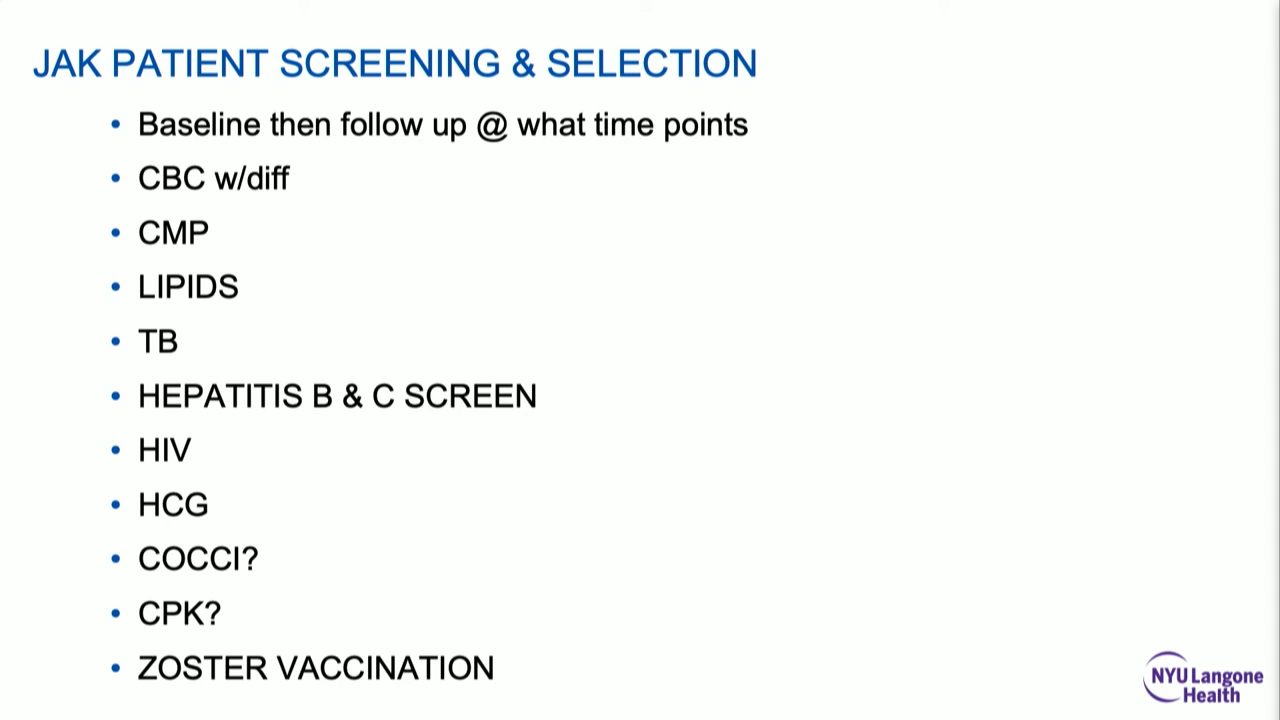 JAK PATIENT SCREENING & SELECTION
• Baseline then follow up @ what time points
• CBC w/diff
• CMP
• LIPIDS
• TB
• HEPATITIS B & C SCREEN
• HIV
• HCG
• COCCI?
• CPK?
• ZOSTER VACCINATION
NYU Langone
Health